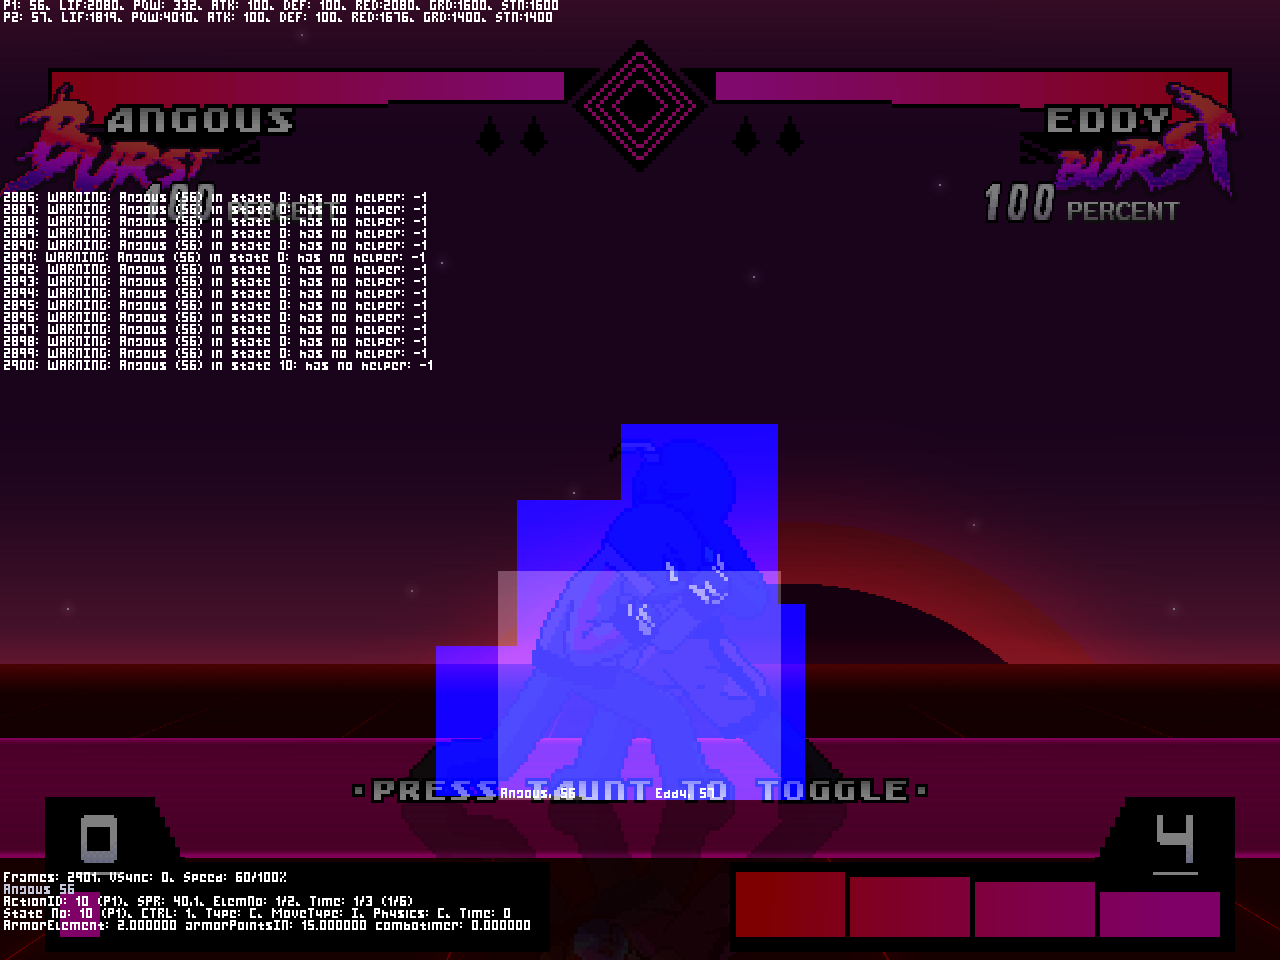 P1: 56, LIF:2080, POW: 332, ATK: 100, DEF: 100, RED:2080, GRD:1600, STN:1600
P2: 57, LIF:1819, POW:4010, ATK: 100, DEF: 100, RED:1676, GRD:1400, STN:1400
BURST
ANGOUS
EDDY
BURST
100 PERCENT
100 PERCENT
2886: WARNING: Angous (56) in state 0: has no helper: -1
2887: WARNING: Angous (56) in state 0: has no helper: -1
2888: WARNING: Angous (56) in state 0: has no helper: -1
2889: WARNING: Angous (56) in state 0: has no helper: -1
2890: WARNING: Angous (56) in state 0: has no helper: -1
2891: WARNING: Angous (56) in state 0: has no helper: -1
2892: WARNING: Angous (56) in state 0: has no helper: -1
2893: WARNING: Angous (56) in state 0: has no helper: -1
2894: WARNING: Angous (56) in state 0: has no helper: -1
2895: WARNING: Angous (56) in state 0: has no helper: -1
2896: WARNING: Angous (56) in state 0: has no helper: -1
2897: WARNING: Angous (56) in state 0: has no helper: -1
2898: WARNING: Angous (56) in state 0: has no helper: -1
2899: WARNING: Angous (56) in state 0: has no helper: -1
2900: WARNING: Angous (56) in state 10: has no helper: -1
·PRESS TAUNT TO TOGGLE·
Angous, 56
Eddy, 57
0
4
Frames: 2901, VSync: 0, Speed: 60/100%
Angous 56
ActionID: 10 (P1), SPR: 40,1, ElemNo: 1/2, Time: 1/3 (1/6)
State No: 10 (P1), CTRL: 1, Type: C, MoveType: I, Physics: C, Time: 0
ArmorElement: 2.000000 armorPointsIN: 15.000000 combotimer: 0.000000